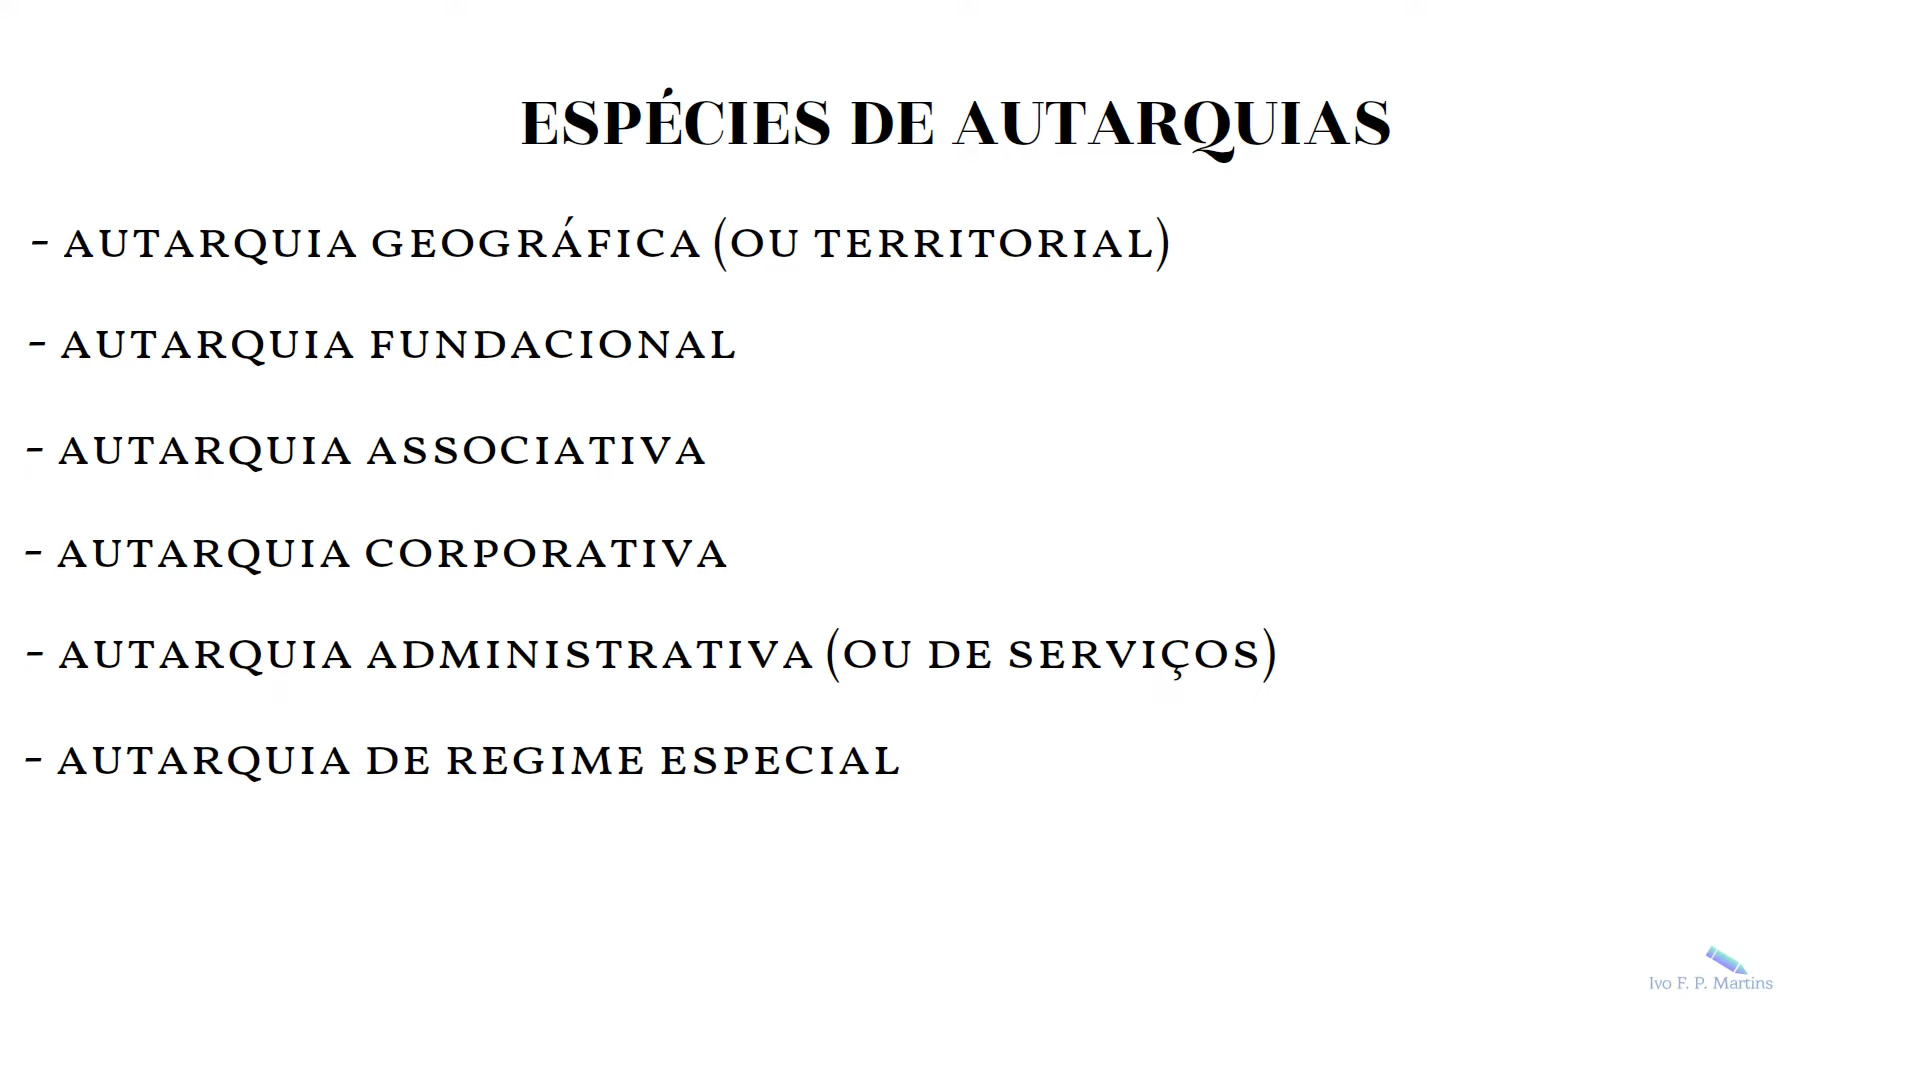 ESPÉCIES DE AUTARQUIAS
- AUTARQUIA GEOGRÁFICA (OU TERRITORIAL)
- AUTARQUIA FUNDACIONAL
- AUTARQUIA ASSOCIATIVA
- AUTARQUIA CORPORATIVA
- AUTARQUIA ADMINISTRATIVA (OU DE SERVIÇOS)
- AUTARQUIA DE REGIME ESPECIAL
Ivo F. P. Martins